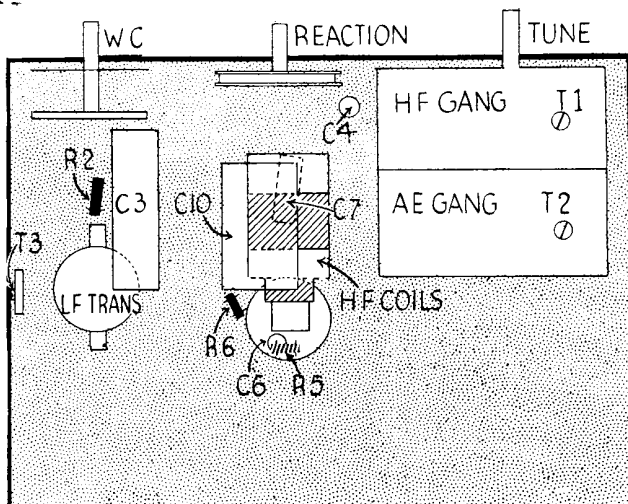 WC
REACTION
TUNE
HF GANG
T1
C4
R2
C3
C10
C7
AE GANG
T2
T3
LF TRANS
HF COILS
R6
C6
R5